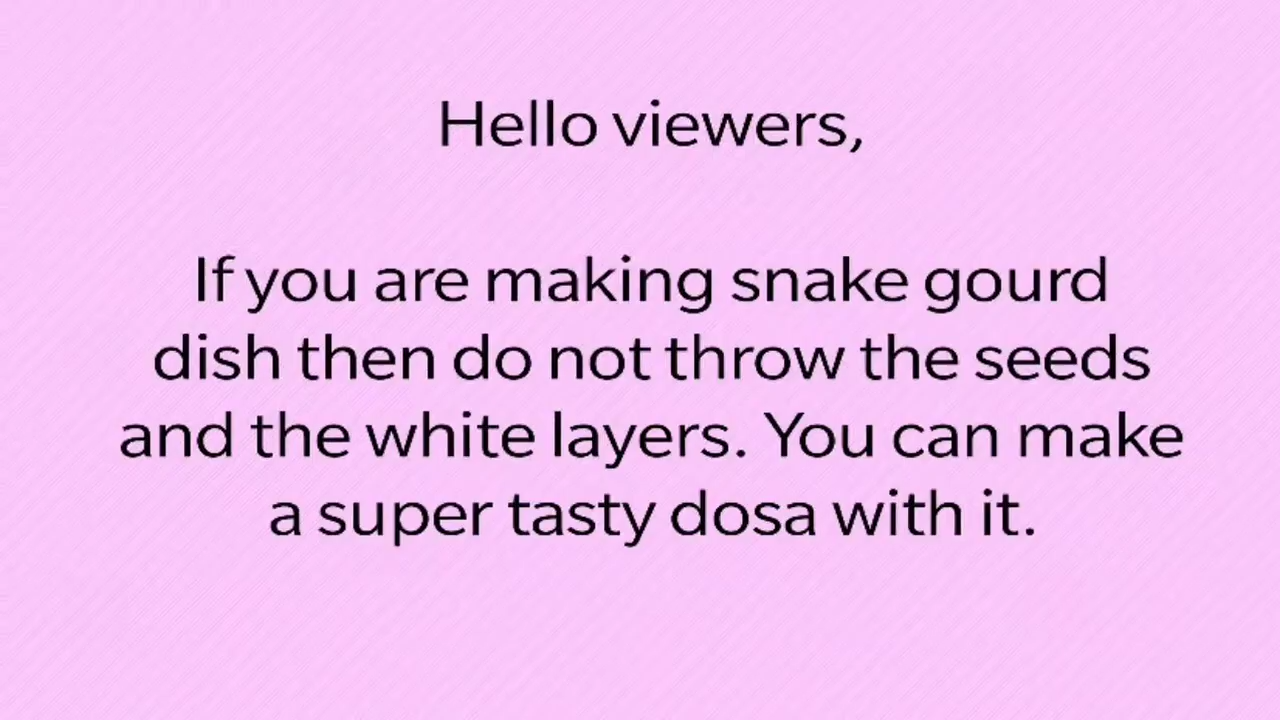 Hello viewers,
If you are making snake gourd
dish then do not throw the seeds
and the white layers. You can make
a super tasty dosa with it.